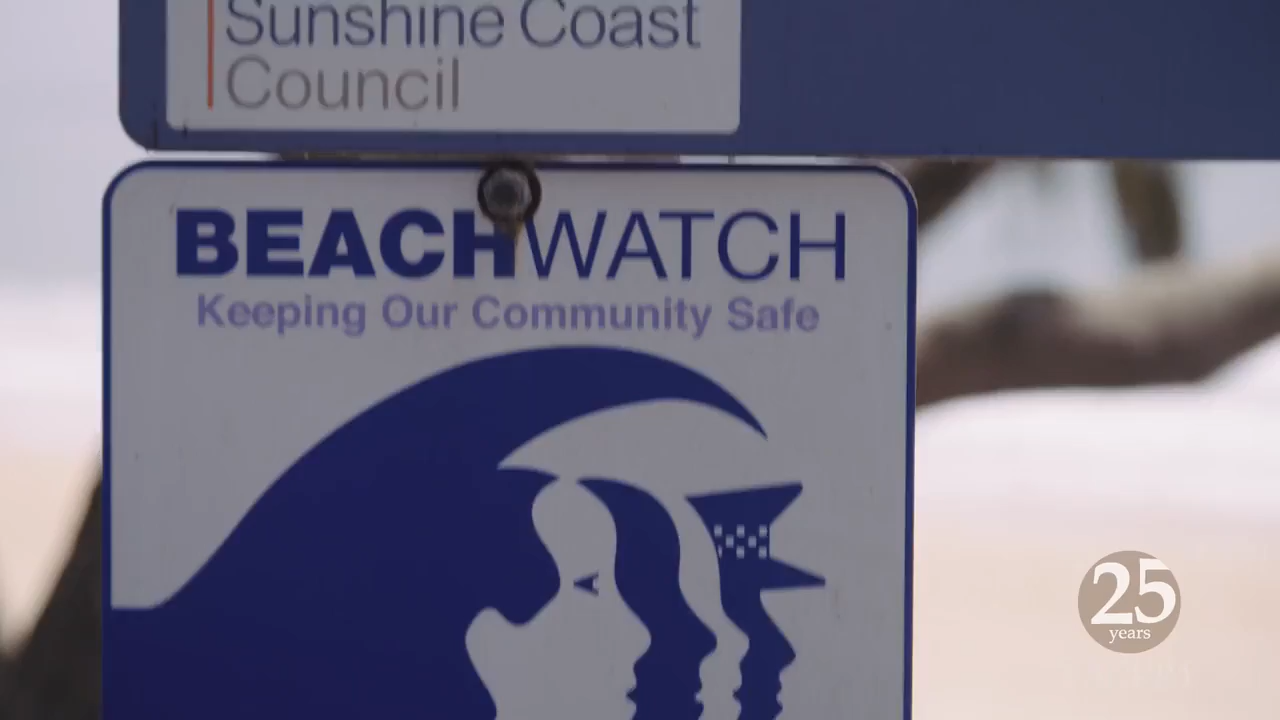 Sunshine Coast
Council
BEACHWATCH
Keeping Our Community Safe
25
years